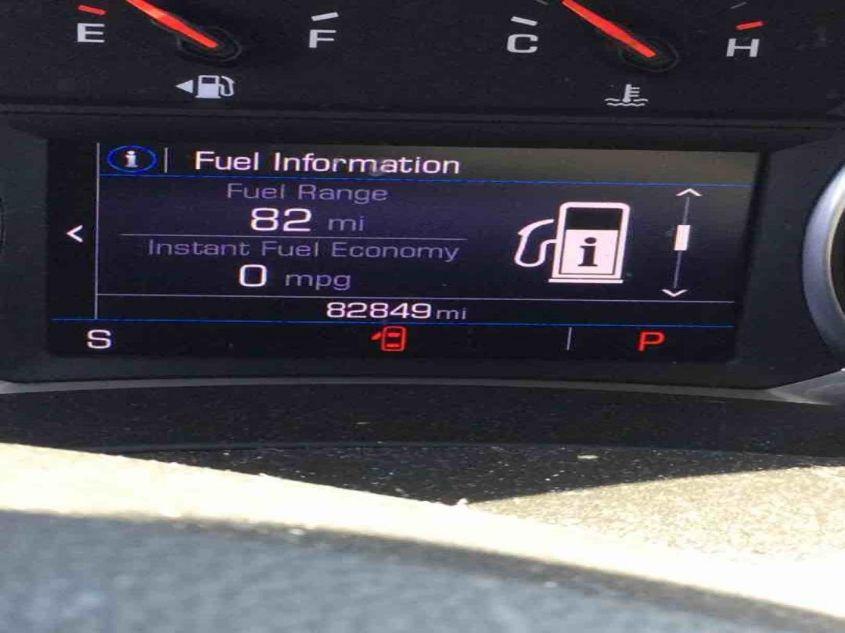 E F C H
i Fuel Information
Fuel Range
82 mi
Instant Fuel Economy
0 mpg
i
82849 mi
S P